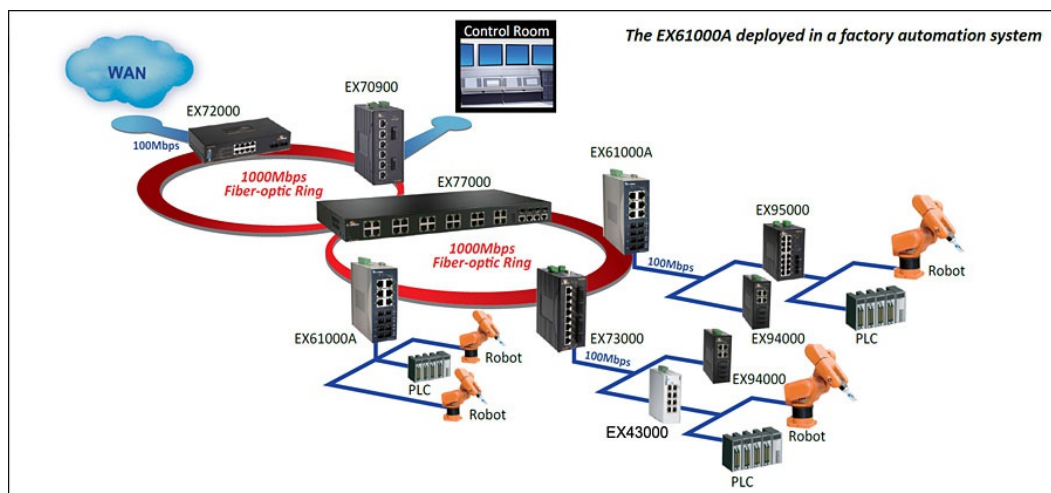 The EX61000A deployed in a factory automation system
Control Room
WAN
EX72000
EX70900
100Mbps
1000Mbps
Fiber-optic Ring
EX77000
EX61000A
EX95000
1000Mbps
Fiber-optic Ring
100Mbps
Robot
EX61000A
EX73000
EX94000
PLC
Robot
100Mbps
EX94000
PLC
Robot
EX43000
Robot
PLC